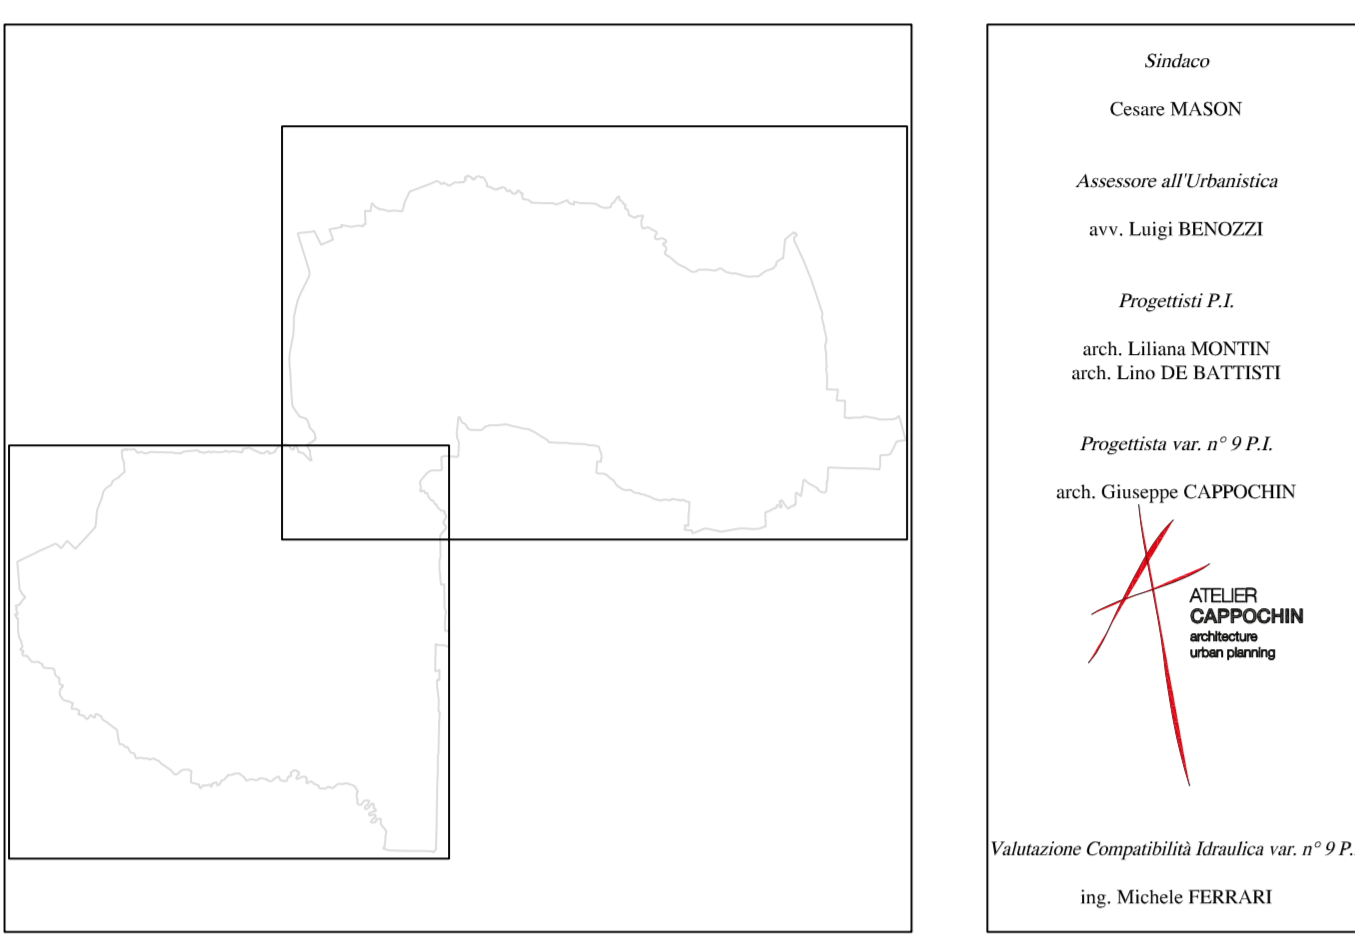 Sindaco
Cesare MASON
Assessore all'Urbanistica
avv. Luigi BENOZZI
Progettisti P.I.
arch. Liliana MONTIN
arch. Lino DE BATTISTI
Progettista var. n° 9 P.I.
arch. Giuseppe CAPPOCHIN
ATELIER
CAPPOCHIN
architecture
urban planning
Valutazione Compatibilità Idraulica var. n° 9 P.
ing. Michele FERRARI